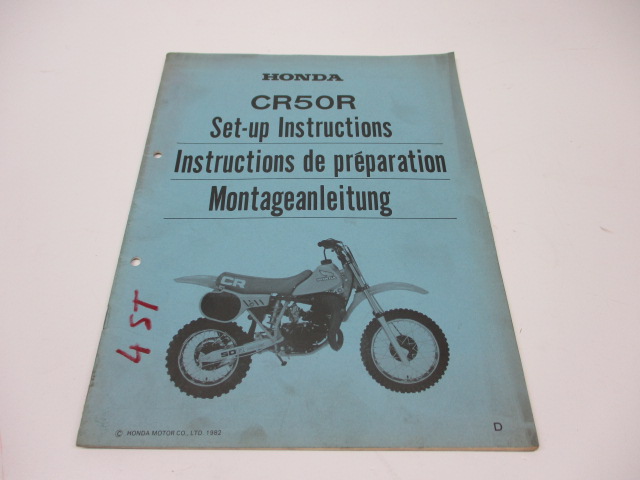 HONDA
CR50R
Set-up Instructions
Instructions de préparation
Montageanleitung
CR
50
4 ST
© HONDA MOTOR CO., LTD. 1982
D